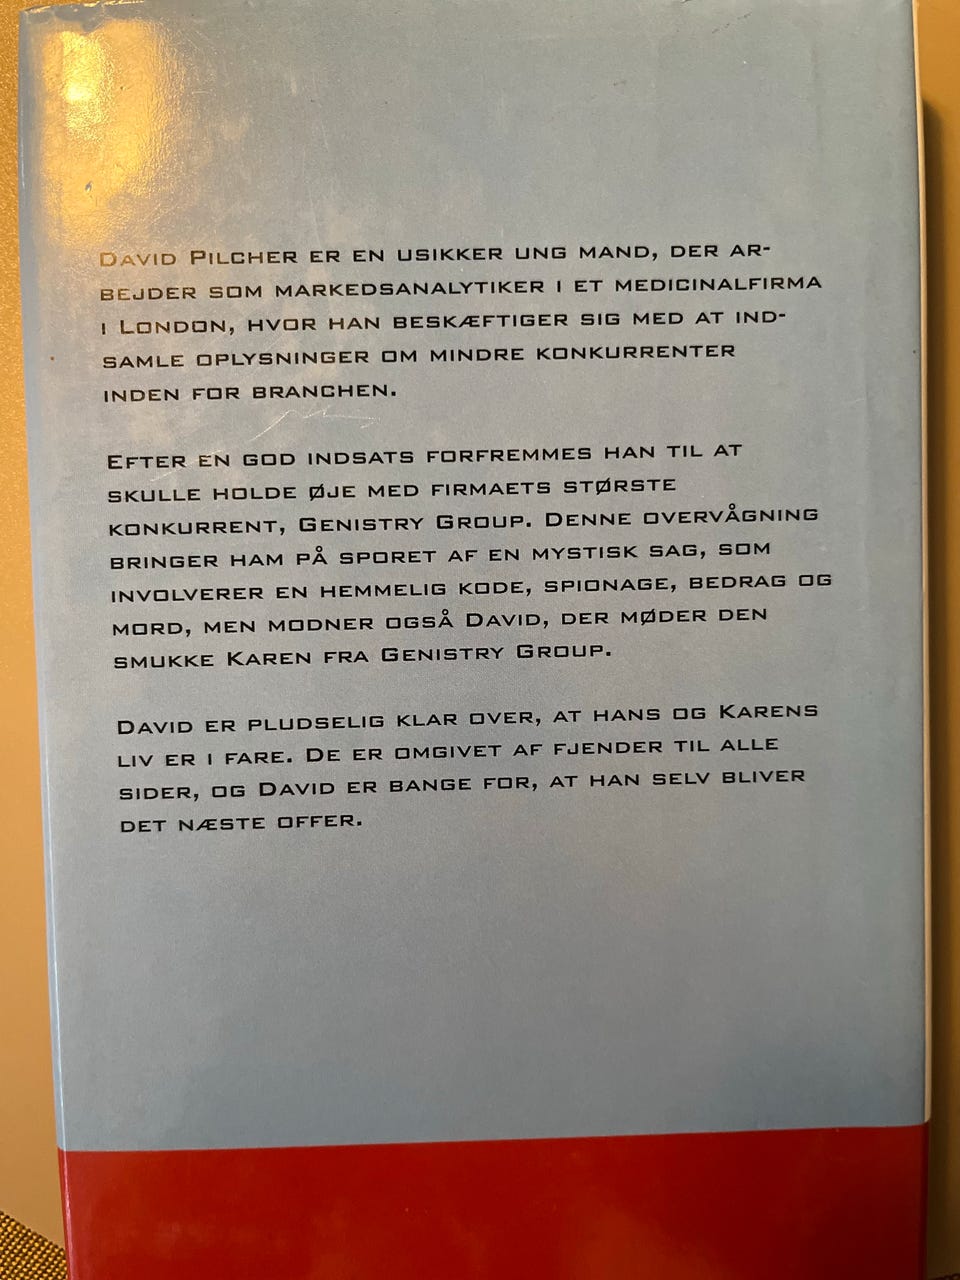 David Pilcher er en usikker ung mand, der ar-
bejder som markedsanalytiker i et medicinalfirma
i London, hvor han beskæftiger sig med at ind-
samle oplysninger om mindre konkurrenter
inden for branchen.
Efter en god indsats forfremmes han til at
skulle holde øje med firmaets største
konkurrent, Genistry Group. Denne overvågning
bringer ham på sporet af en mystisk sag, som
involverer en hemmelig kode, spionage, bedrag og
mord, men modner også David, der møder den
smukke Karen fra Genistry Group.
David er pludselig klar over, at hans og Karens
liv er i fare. De er omgivet af fjender til alle
sider, og David er bange for, at han selv bliver
det næste offer.